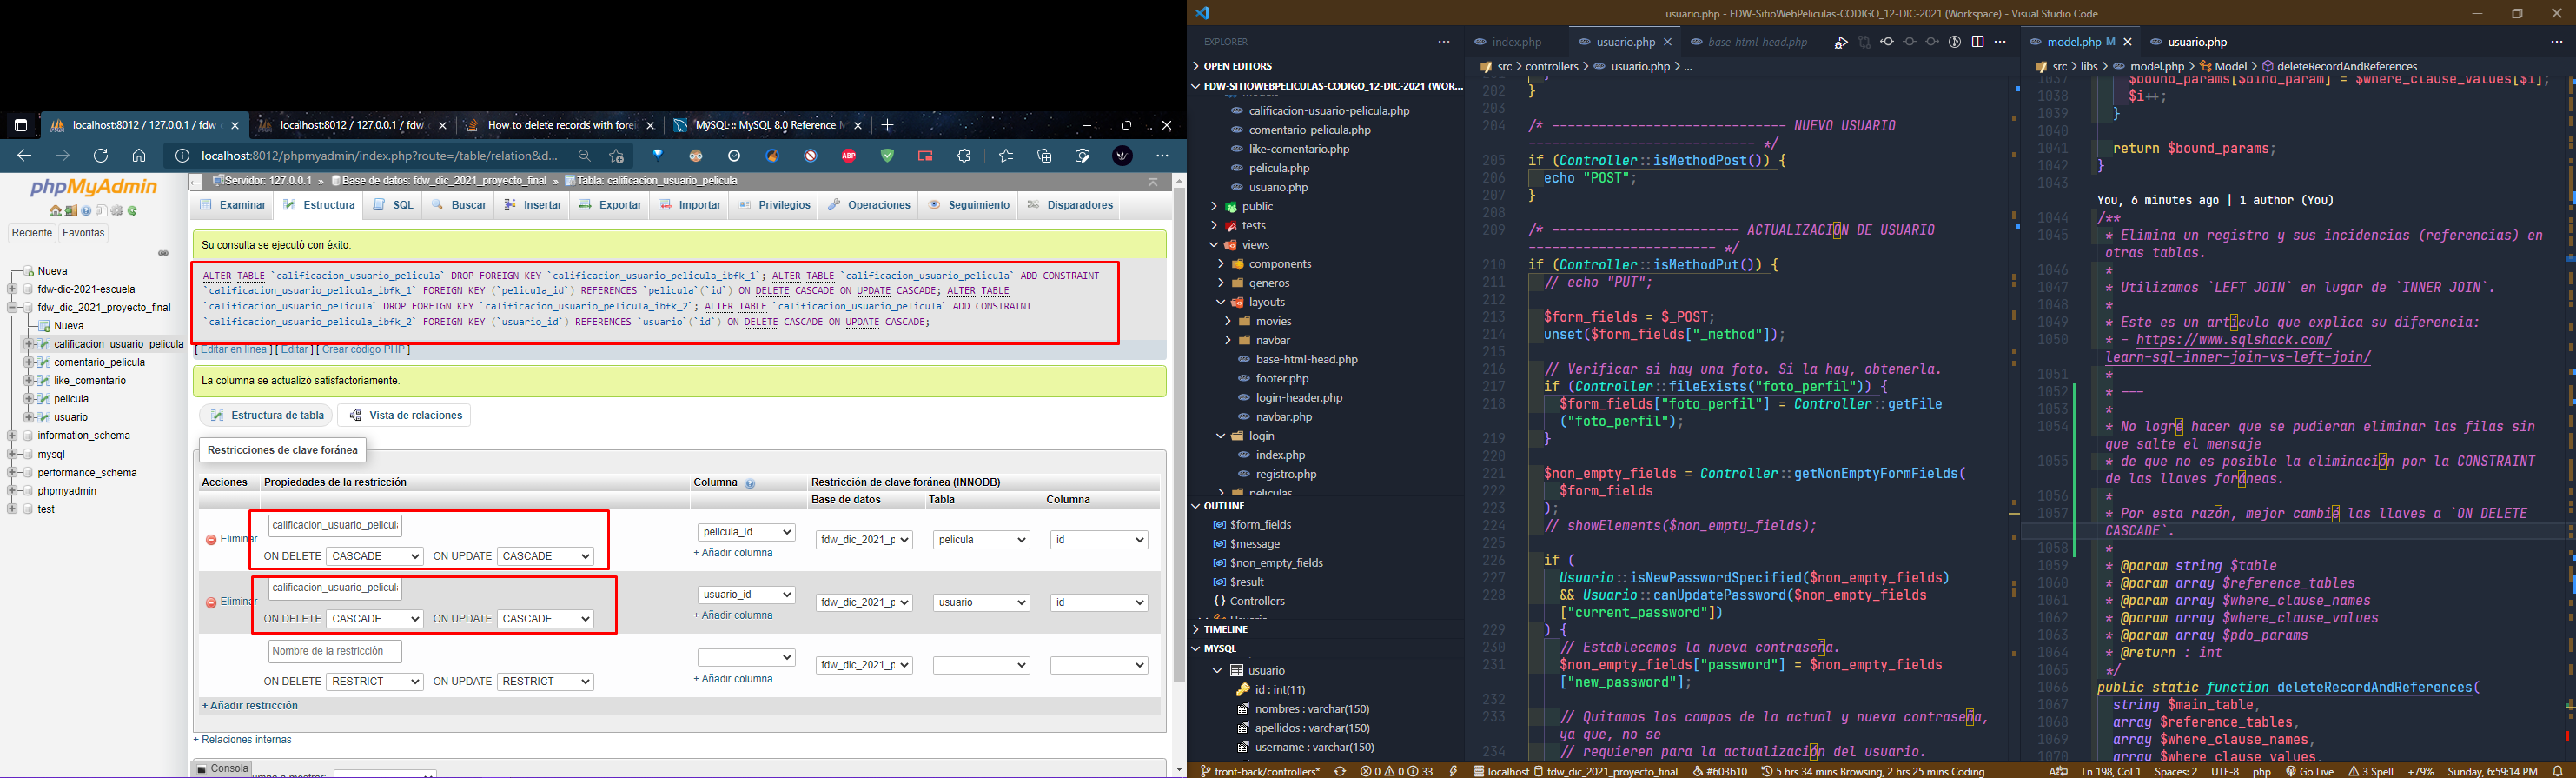 localhost:8012 / 127.0.0.1 / fdw_
localhost:8012 / 127.0.0.1 / fdw_
How to delete records with fore
MySQL :: MySQL 8.0 Reference M
localhost:8012/phpmyadmin/index.php?route=/table/relation&d...
phpMyAdmin
Reciente Favoritas
Nueva
fdw-dic-2021-escuela
fdw_dic_2021_proyecto_final
Nueva
calificacion_usuario_pelicula
comentario_pelicula
like_comentario
pelicula
usuario
information_schema
mysql
performance_schema
phpmyadmin
test
Servidor: 127.0.0.1 » Base de datos: fdw_dic_2021_proyecto_final » Tabla: calificacion_usuario_pelicula
Examinar Estructura SQL Buscar Insertar Exportar Importar Privilegios Operaciones Seguimiento Disparadores
Su consulta se ejecutó con éxito.
ALTER TABLE `calificacion_usuario_pelicula` DROP FOREIGN KEY `calificacion_usuario_pelicula_ibfk_1`; ALTER TABLE `calificacion_usuario_pelicula` ADD CONSTRAINT
`calificacion_usuario_pelicula_ibfk_1` FOREIGN KEY (`pelicula_id`) REFERENCES `pelicula`(`id`) ON DELETE CASCADE ON UPDATE CASCADE; ALTER TABLE
`calificacion_usuario_pelicula` DROP FOREIGN KEY `calificacion_usuario_pelicula_ibfk_2`; ALTER TABLE `calificacion_usuario_pelicula` ADD CONSTRAINT
`calificacion_usuario_pelicula_ibfk_2` FOREIGN KEY (`usuario_id`) REFERENCES `usuario`(`id`) ON DELETE CASCADE ON UPDATE CASCADE;
[ Editar en línea ] [ Editar ] [ Crear código PHP ]
La columna se actualizó satisfactoriamente.
Estructura de tabla Vista de relaciones
Restricciones de clave foránea
Acciones Propiedades de la restricción Columna Restricción de clave foránea (INNODB)
Base de datos Tabla Columna
calificacion_usuario_pelicula
Eliminar ON DELETE CASCADE ON UPDATE CASCADE pelicula_id fdw_dic_2021_p pelicula id
+ Añadir columna
calificacion_usuario_pelicula
Eliminar ON DELETE CASCADE ON UPDATE CASCADE usuario_id fdw_dic_2021_p usuario id
+ Añadir columna
Nombre de la restricción
ON DELETE RESTRICT ON UPDATE RESTRICT fdw_dic_2021_p
+ Añadir columna
+ Añadir restricción
+ Relaciones internas
Consola
usuario.php - FDW-SitioWebPeliculas-CODIGO_12-DIC-2021 (Workspace) - Visual Studio Code
EXPLORER
OPEN EDITORS
FDW-SITIOWEBPELICULAS-CODIGO_12-DIC-2021 (WOR...
calificacion-usuario-pelicula.php
comentario-pelicula.php
like-comentario.php
pelicula.php
usuario.php
public
tests
views
components
generos
layouts
movies
navbar
base-html-head.php
footer.php
login-header.php
navbar.php
login
index.php
registro.php
peliculas
OUTLINE
$form_fields
$message
$non_empty_fields
$result
Controllers
Usuario
TIMELINE
MYSQL
usuario
id : int(11)
nombres : varchar(150)
apellidos : varchar(150)
username : varchar(150)
index.php usuario.php base-html-head.php
src > controllers > usuario.php > ...
202 }
203
204 /* ------------------------------ NUEVO USUARIO
----------------------------- */
205 if (Controller::isMethodPost()) {
206 echo "POST";
207 }
208
209 /* ------------------------ ACTUALIZACIÓN DE USUARIO
------------------------ */
210 if (Controller::isMethodPut()) {
211 // echo "PUT";
212
213 $form_fields = $_POST;
214 unset($form_fields["_method"]);
215
216 // Verificar si hay una foto. Si la hay, obtenerla.
217 if (Controller::fileExists("foto_perfil")) {
218 $form_fields["foto_perfil"] = Controller::getFile
("foto_perfil");
219 }
220
221 $non_empty_fields = Controller::getNonEmptyFormFields(
222 $form_fields
223 );
224 // showElements($non_empty_fields);
225
226 if (
227 Usuario::isNewPasswordSpecified($non_empty_fields)
228 && Usuario::canUpdatePassword($non_empty_fields
["current_password"])
229 ) {
230 // Establecemos la nueva contraseña.
231 $non_empty_fields["password"] = $non_empty_fields
["new_password"];
232
233 // Quitamos los campos de la actual y nueva contraseña,
ya que, no se
234 // requieren para la actualización del usuario.
model.php M usuario.php
src > libs > model.php > Model > deleteRecordAndReferences
1037 $bound_params[$bind_param] = $where_clause_values[$i];
1038 $i++;
1039 }
1040
1041 return $bound_params;
1042 }
1043
You, 6 minutes ago | 1 author (You)
1044 /**
1045 * Elimina un registro y sus incidencias (referencias) en
otras tablas.
1046 *
1047 * Utilizamos `LEFT JOIN` en lugar de `INNER JOIN`.
1048 *
1049 * Este es un artículo que explica su diferencia:
1050 * - https://www.sqlshack.com/
learn-sql-inner-join-vs-left-join/
1051 *
1052 * ---
1053 *
1054 * No logré hacer que se pudieran eliminar las filas sin
que salte el mensaje
1055 * de que no es posible la eliminación por la CONSTRAINT
de las llaves foráneas.
1056 *
1057 * Por esta razón, mejor cambié las llaves a `ON DELETE
CASCADE`.
1058 *
1059 * @param string $table
1060 * @param array $reference_tables
1061 * @param array $where_clause_names
1062 * @param array $where_clause_values
1063 * @param array $pdo_params
1064 * @return : int
1065 */
1066 public static function deleteRecordAndReferences(
1067 string $main_table,
1068 array $reference_tables,
1069 array $where_clause_names,
1070 array $where_clause_values,
front-back/controllers* 0 0 33 localhost fdw_dic_2021_proyecto_final #603b10 5 hrs 34 mins Browsing, 2 hrs 25 mins Coding Ln 198, Col 1 Spaces: 2 UTF-8 php Go Live 3 Spell +79% Sunday, 6:59:14 PM